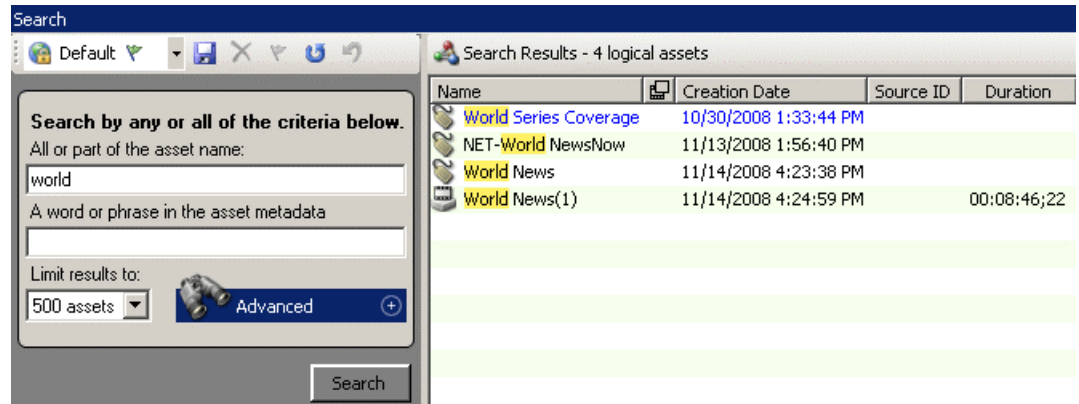 Search
Default
Search Results - 4 logical assets
Search by any or all of the criteria below.
All or part of the asset name:
world
A word or phrase in the asset metadata
Limit results to:
500 assets
Advanced
Search
Name Creation Date Source ID Duration
World Series Coverage 10/30/2008 1:33:44 PM
NET-World NewsNow 11/13/2008 1:56:40 PM
World News 11/14/2008 4:23:38 PM
World News(1) 11/14/2008 4:24:59 PM 00:08:46;22